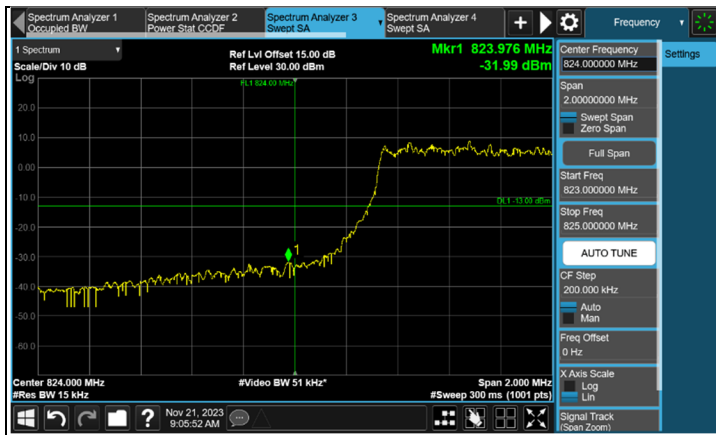 Spectrum Analyzer 1
Occupied BW
Spectrum Analyzer 2
Power Stat CCDF
Spectrum Analyzer 3
Swept SA
Spectrum Analyzer 4
Swept SA
Frequency
1 Spectrum
Scale/Div 10 dB
Ref Lvl Offset 15.00 dB
Ref Level 30.00 dBm
Mkr1 823.976 MHz
-31.99 dBm
Log
FL1 824.00 MHz
20.0
10.0
0.00
-10.0
DL1 -13.00 dBm
-20.0
1
-30.0
-40.0
-50.0
-60.0
Center 824.000 MHz
#Video BW 51 kHz*
Span 2.000 MHz
#Res BW 15 kHz
#Sweep 300 ms (1001 pts)
?
Nov 21, 2023
9:05:52 AM
Center Frequency
824.000000 MHz
Settings
Span
2.00000000 MHz
Swept Span
Zero Span
Full Span
Start Freq
823.000000 MHz
Stop Freq
825.000000 MHz
AUTO TUNE
CF Step
200.000 kHz
Auto
Man
Freq Offset
0 Hz
X Axis Scale
Log
Lin
Signal Track
(Span Zoom)